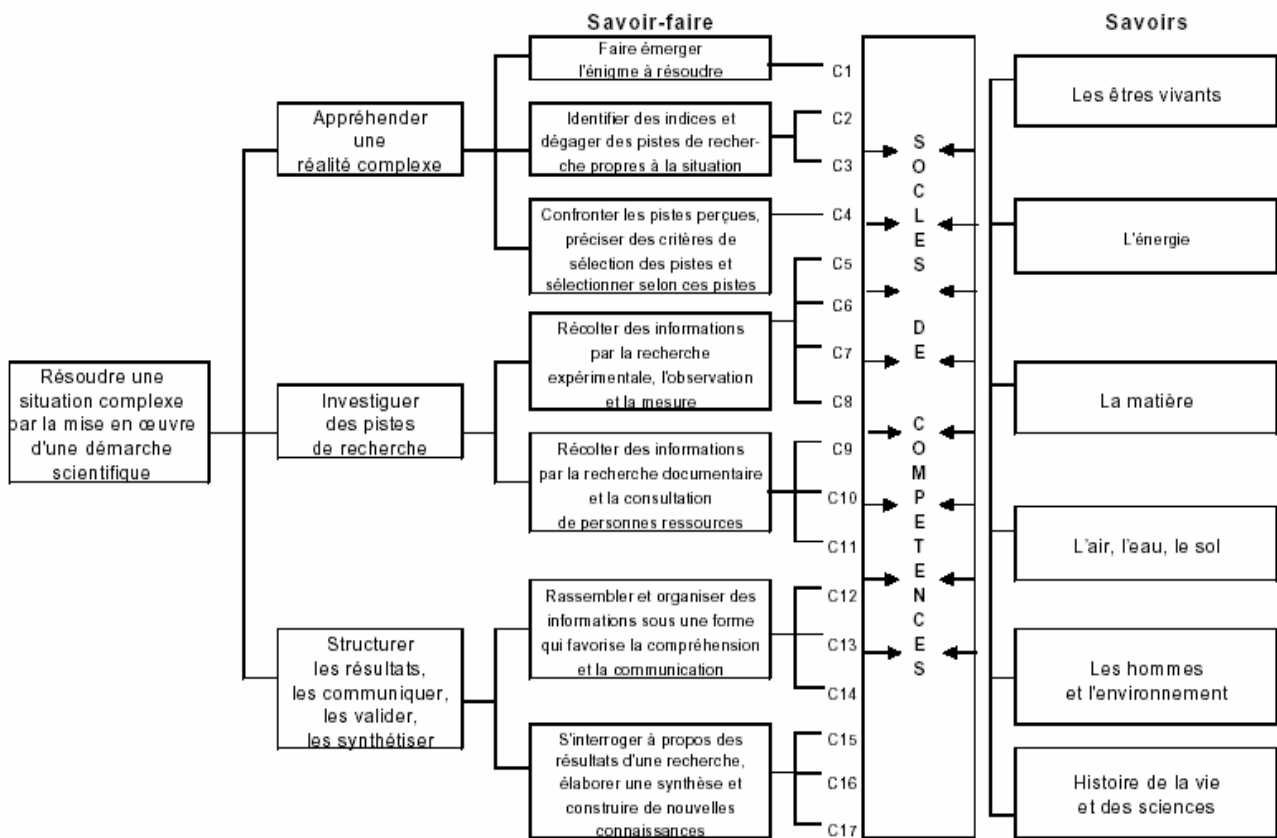 Savoir-faire
Savoirs
Résoudre une
situation complexe
par la mise en œuvre
d'une démarche
scientifique
Appréhender
une
réalité complexe
Investiguer
des pistes
de recherche
Structurer
les résultats,
les communiquer,
les valider,
les synthétiser
Faire émerger
l'énigme à résoudre
Identifier des indices et
dégager des pistes de recher-
che propres à la situation
Confronter les pistes perçues,
préciser des critères de
sélection des pistes et
sélectionner selon ces pistes
Récolter des informations
par la recherche
expérimentale, l'observation
et la mesure
Récolter des informations
par la recherche documentaire
et la consultation
de personnes ressources
Rassembler et organiser des
informations sous une forme
qui favorise la compréhension
et la communication
S'interroger à propos des
résultats d'une recherche,
élaborer une synthèse et
construire de nouvelles
connaissances
C1
C2
C3
C4
C5
C6
C7
C8
C9
C10
C11
C12
C13
C14
C15
C16
C17
SOCLES DE COMPETENCES
Les êtres vivants
L'énergie
La matière
L'air, l'eau, le sol
Les hommes
et l'environnement
Histoire de la vie
et des sciences